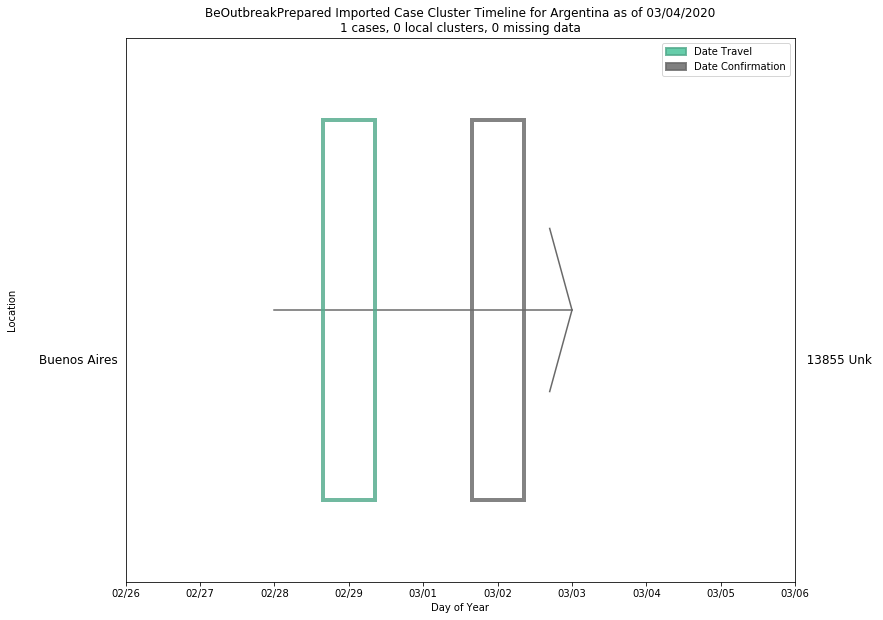 BeOutbreakPrepared Imported Case Cluster Timeline for Argentina as of 03/04/2020
1 cases, 0 local clusters, 0 missing data
Date Travel
Date Confirmation
Location
Buenos Aires
13855 Unk
02/26 02/27 02/28 02/29 03/01 03/02 03/03 03/04 03/05 03/06
Day of Year